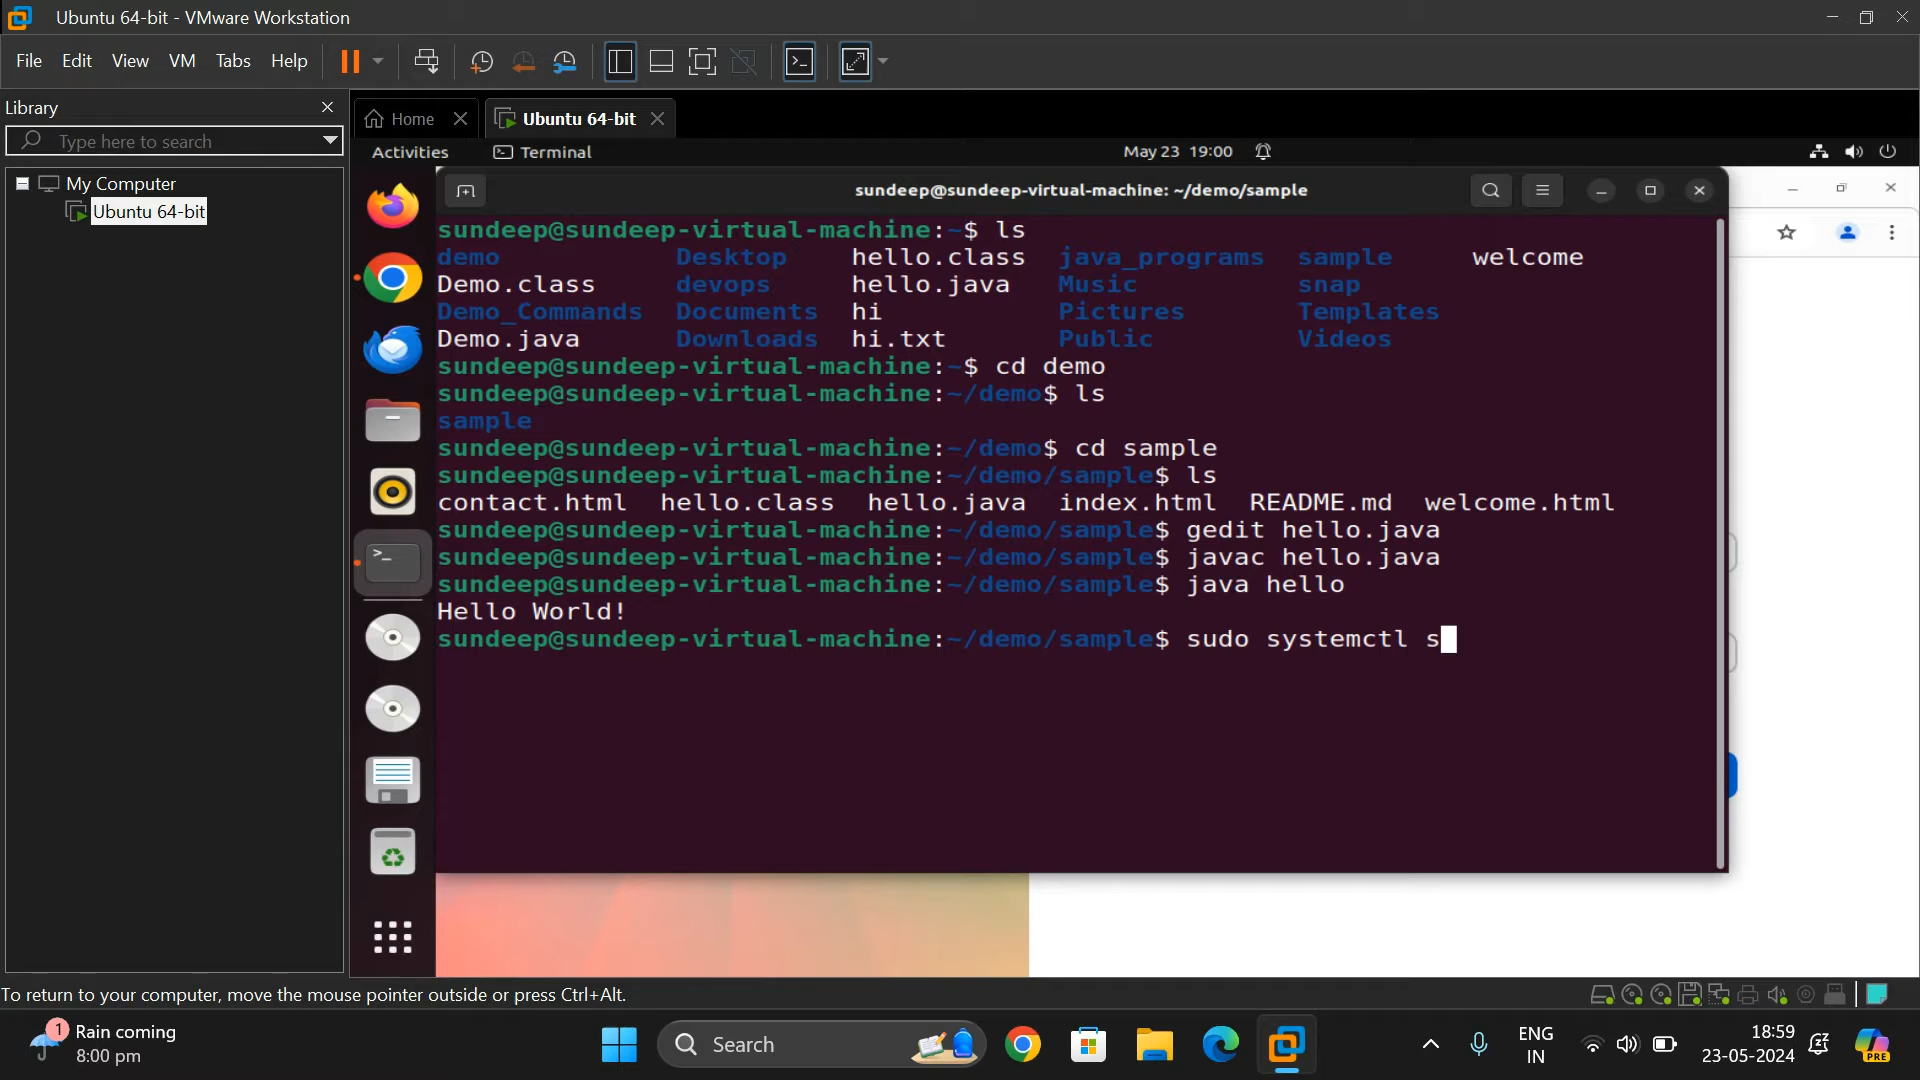 Ubuntu 64-bit - VMware Workstation
File Edit View VM Tabs Help
Library
Home
Ubuntu 64-bit
Type here to search
Activities Terminal May 23 19:00
My Computer
Ubuntu 64-bit
sundeep@sundeep-virtual-machine: ~/demo/sample
sundeep@sundeep-virtual-machine:~$ ls
demo Desktop hello.class java_programs sample welcome
Demo.class devops hello.java Music snap
Demo_Commands Documents hi Pictures Templates
Demo.java Downloads hi.txt Public Videos
sundeep@sundeep-virtual-machine:~$ cd demo
sundeep@sundeep-virtual-machine:~/demo$ ls
sample
sundeep@sundeep-virtual-machine:~/demo$ cd sample
sundeep@sundeep-virtual-machine:~/demo/sample$ ls
contact.html hello.class hello.java index.html README.md welcome.html
sundeep@sundeep-virtual-machine:~/demo/sample$ gedit hello.java
sundeep@sundeep-virtual-machine:~/demo/sample$ javac hello.java
sundeep@sundeep-virtual-machine:~/demo/sample$ java hello
Hello World!
sundeep@sundeep-virtual-machine:~/demo/sample$ sudo systemctl s
To return to your computer, move the mouse pointer outside or press Ctrl+Alt.
1
Rain coming
8:00 pm
Search
ENG
IN
18:59
23-05-2024
PRE